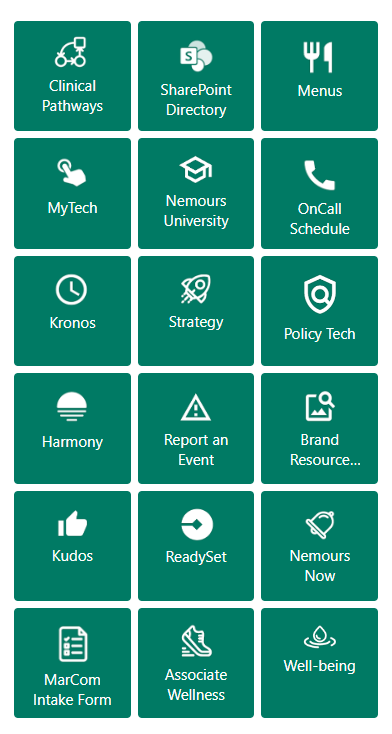 Clinical
Pathways
S
SharePoint
Directory
Menus
MyTech
Nemours
University
OnCall
Schedule
Kronos
Strategy
Policy Tech
Harmony
Report an
Event
Brand
Resource...
Kudos
ReadySet
Nemours
Now
MarCom
Intake Form
Associate
Wellness
Well-being